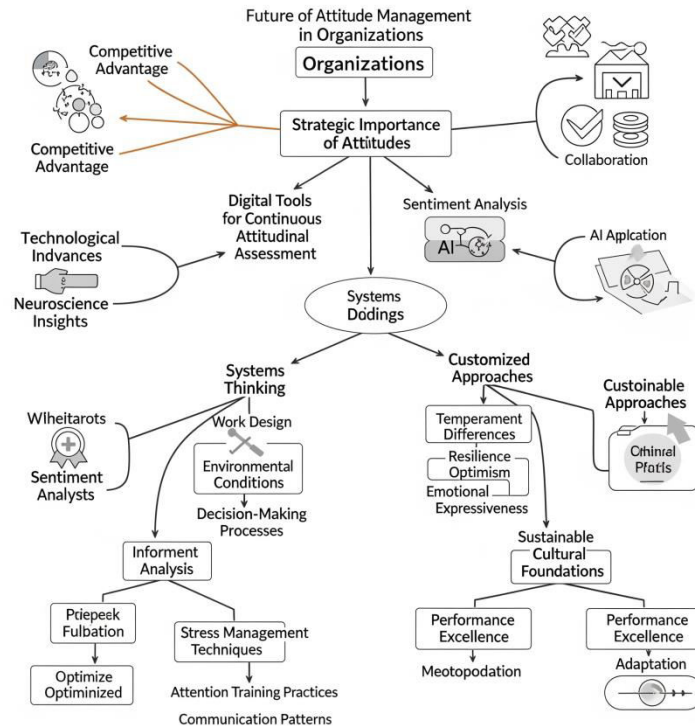 Future of Attitude Management
in Organizations
Organizations
Competitive
Advantage
Strategic Importance
of Attitudes
Competitive
Advantage
Collaboration
Digital Tools
for Continuous
Attitudinal
Assessment
Sentiment Analysis
AI
Technological
Indvances
Neuroscience
Insights
AI Aplcation
Systems
Dodings
Systems
Thinking
Customized
Approaches
Custoinable
Approaches
Wlheitarots
Sentiment
Analysts
Work Design
Environmental
Conditions
Decision-Making
Processes
Temperament
Differences
Resilience
Optimism
Emotional
Expressiveness
Informent
Analysis
Sustainable
Cultural
Foundations
Fulbation
Stress Management
Techniques
Performance
Excellence
Performance
Excellence
Optimize
Optiminized
Attention Training Practices
Communication Patterns
Meotopodation
Adaptation